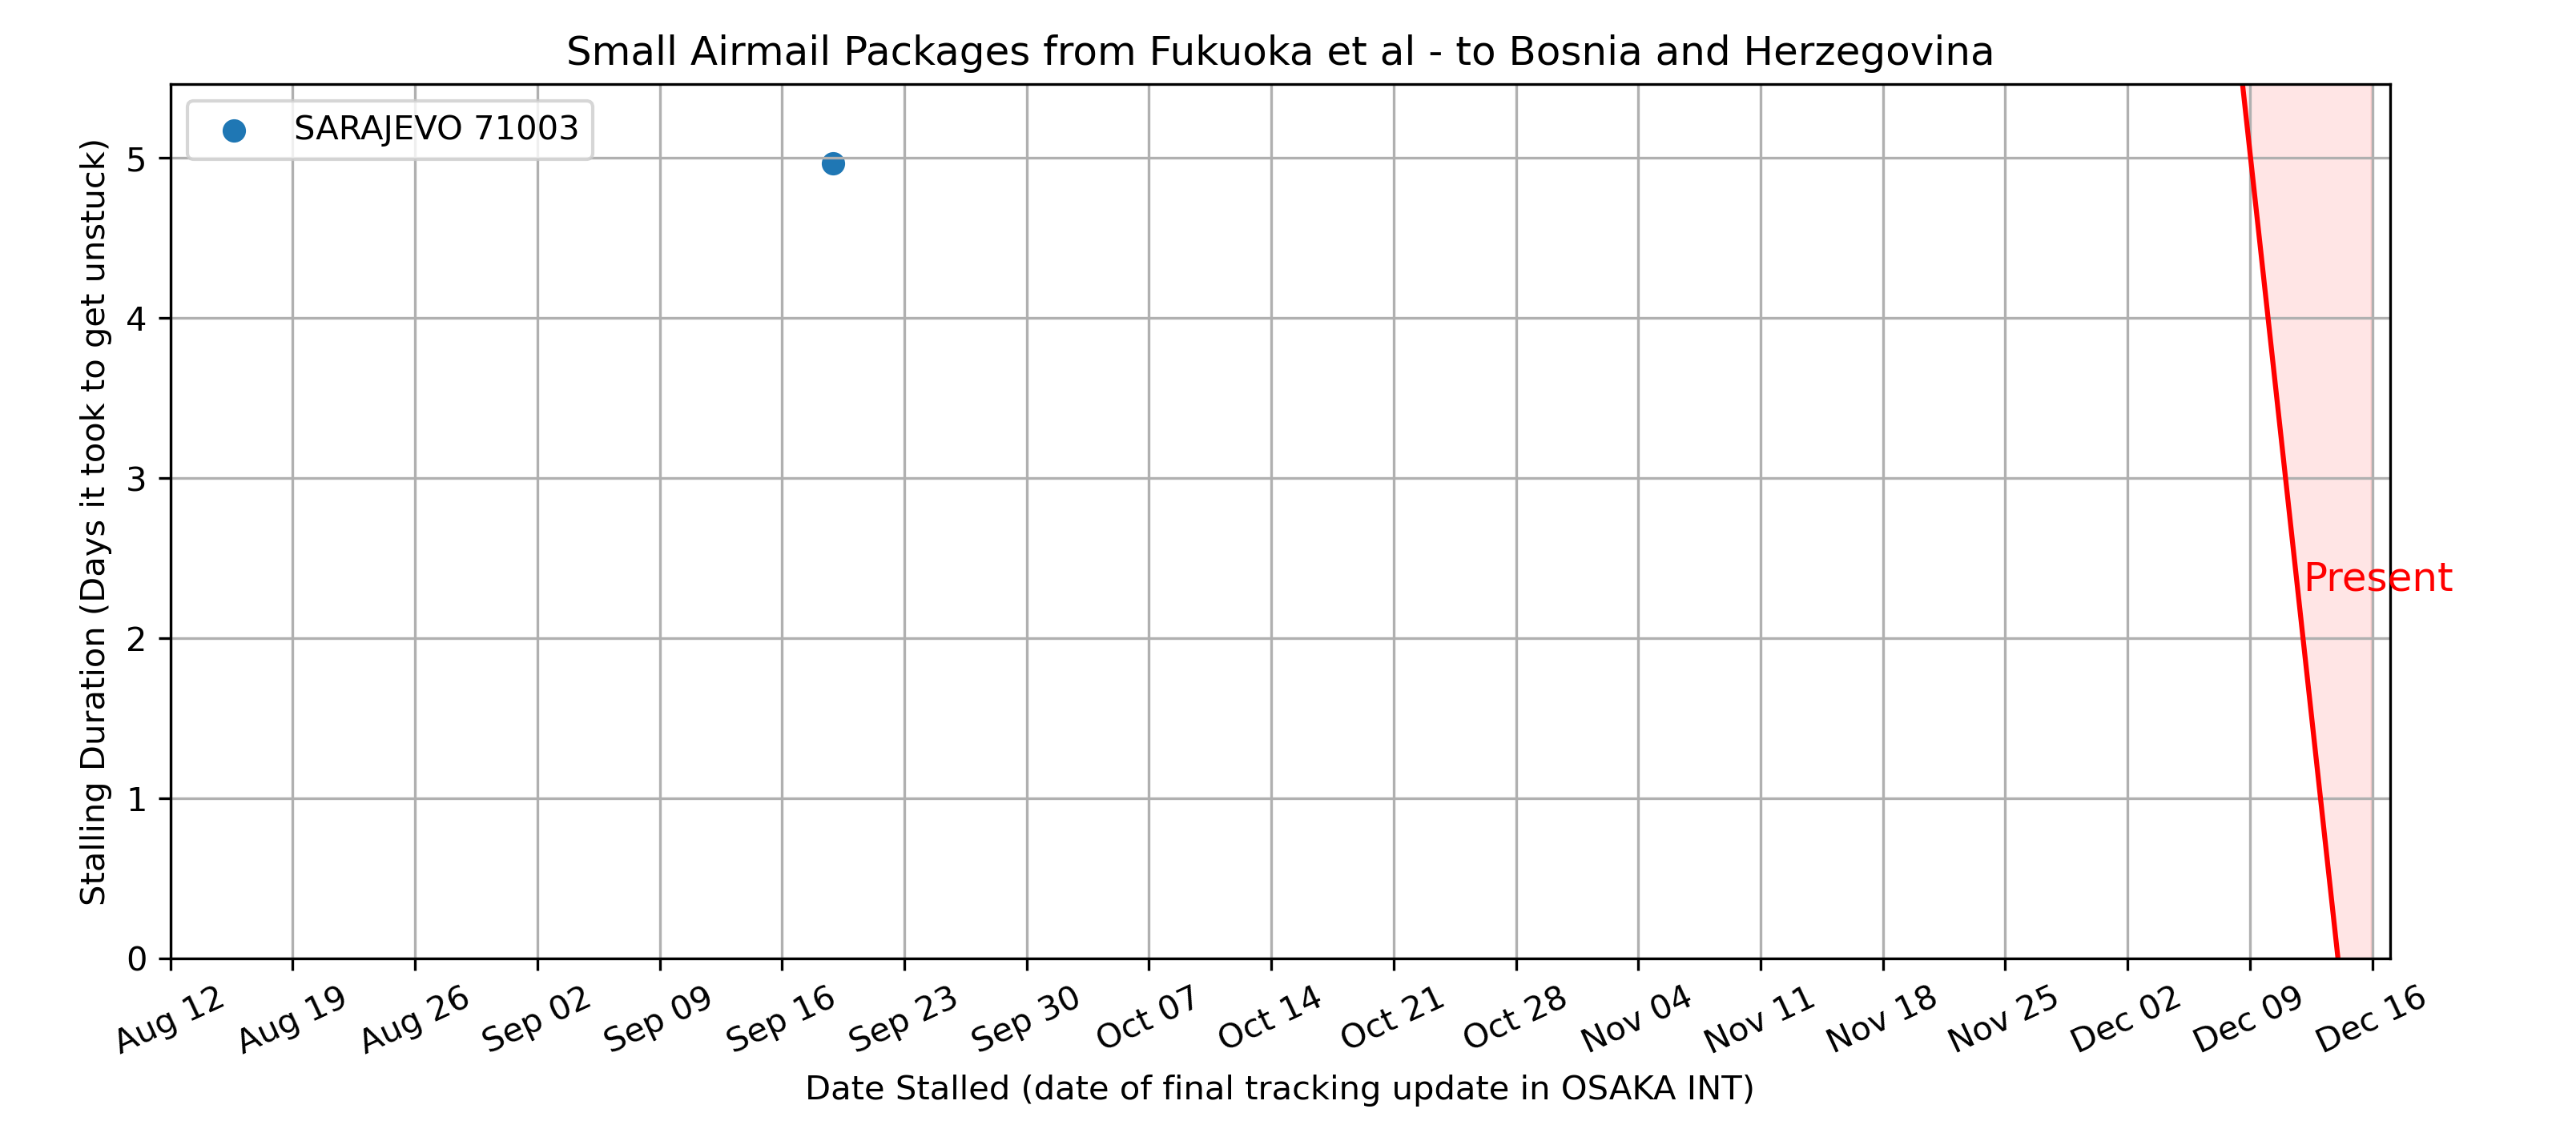 Small Airmail Packages from Fukuoka et al - to Bosnia and Herzegovina
SARAJEVO 71003
Stalling Duration (Days it took to get unstuck)
5
4
3
2
1
0
Present
Aug 12
Aug 19
Aug 26
Sep 02
Sep 09
Sep 16
Sep 23
Sep 30
Oct 07
Oct 14
Oct 21
Oct 28
Nov 04
Nov 11
Nov 18
Nov 25
Dec 02
Dec 09
Dec 16
Date Stalled (date of final tracking update in OSAKA INT)